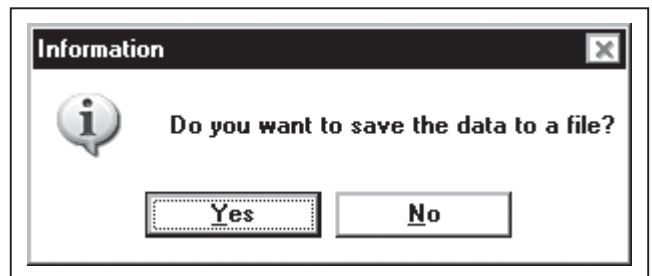 Information
Do you want to save the data to a file?
Yes
No